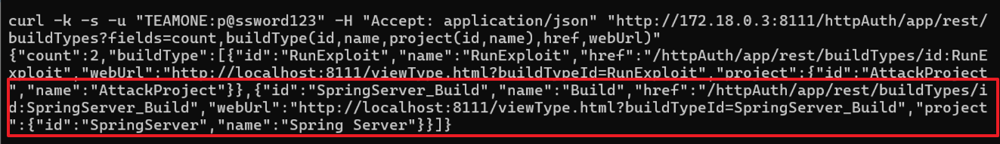 curl -k -s -u "TEAMONE:p@ssword123" -H "Accept: application/json" "http://172.18.0.3:8111/httpAuth/app/rest/
buildTypes?fields=count,buildType(id,name,project(id,name),href,webUrl)"
{"count":2,"buildType":[{"id":"RunExploit","name":"RunExploit","href":"/httpAuth/app/rest/buildTypes/id:RunE
xploit","webUrl":"http://localhost:8111/viewType.html?buildTypeId=RunExploit","project":{"id":"AttackProject
","name":"AttackProject"}},{"id":"SpringServer_Build","name":"Build","href":"/httpAuth/app/rest/buildTypes/i
d:SpringServer_Build","webUrl":"http://localhost:8111/viewType.html?buildTypeId=SpringServer_Build","project
":{"id":"SpringServer","name":"Spring Server"}}]}